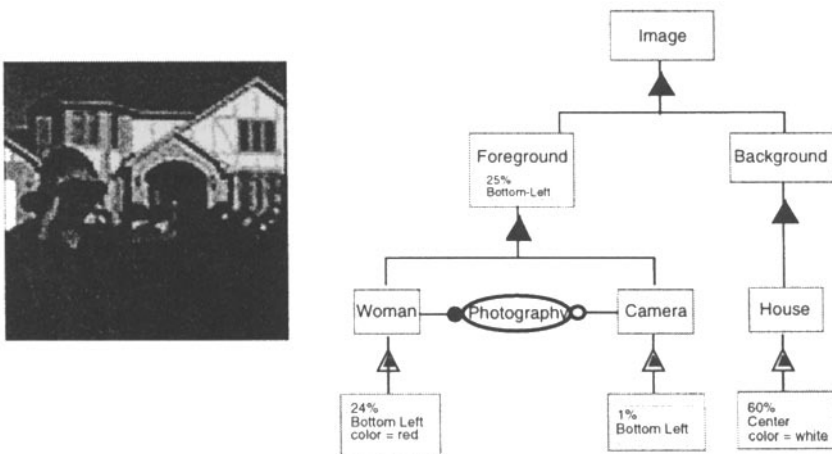 Image
Foreground
25%
Bottom-Left
Background
Woman
Photography
Camera
House
24%
Bottom Left
color = red
1%
Bottom Left
60%
Center
color = white